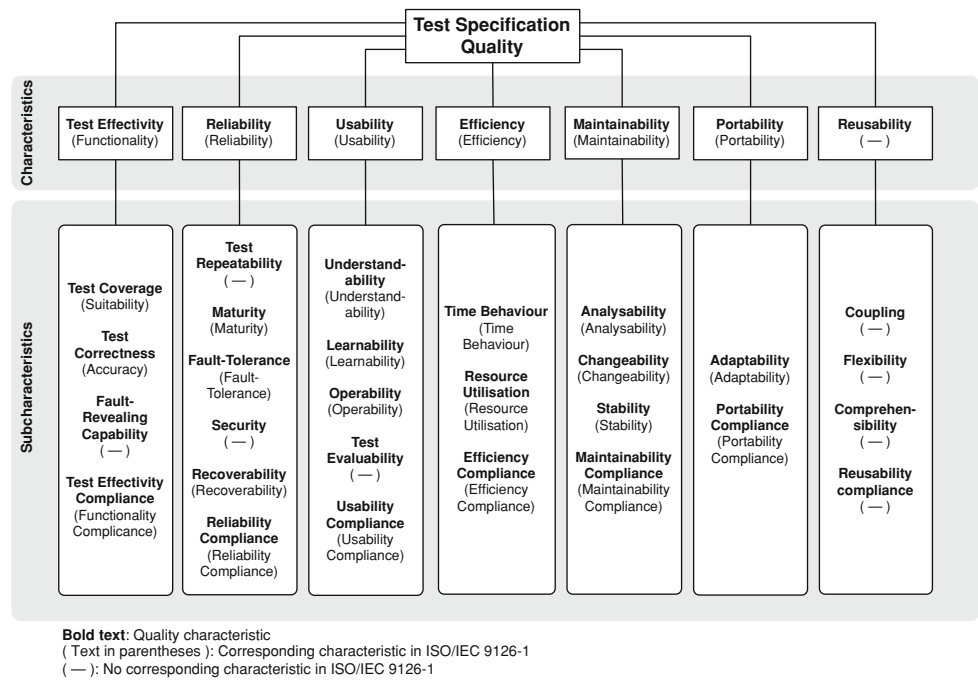 Test Specification
Quality
Characteristics
Test Effectivity
(Functionality)
Reliability
(Reliability)
Usability
(Usability)
Efficiency
(Efficiency)
Maintainability
(Maintainability)
Portability
(Portability)
Reusability
( — )
Subcharacteristics
Test Coverage
(Suitability)
Test
Correctness
(Accuracy)
Fault-
Revealing
Capability
( — )
Test Effectivity
Compliance
(Functionality
Complicance)
Test
Repeatability
( — )
Maturity
(Maturity)
Fault-Tolerance
(Fault-
Tolerance)
Security
( — )
Recoverability
(Recoverability)
Reliability
Compliance
(Reliability
Compliance)
Understand-
ability
(Understand-
ability)
Learnability
(Learnability)
Operability
(Operability)
Test
Evaluability
( — )
Usability
Compliance
(Usability
Compliance)
Time Behaviour
(Time
Behaviour)
Resource
Utilisation
(Resource
Utilisation)
Efficiency
Compliance
(Efficiency
Compliance)
Analysability
(Analysability)
Changeability
(Changeability)
Stability
(Stability)
Maintainability
Compliance
(Maintainability
Compliance)
Adaptability
(Adaptability)
Portability
Compliance
(Portability
Compliance)
Coupling
( — )
Flexibility
( — )
Comprehen-
sibility
( — )
Reusability
compliance
( — )
Bold text: Quality characteristic
( Text in parentheses ): Corresponding characteristic in ISO/IEC 9126-1
( — ): No corresponding characteristic in ISO/IEC 9126-1